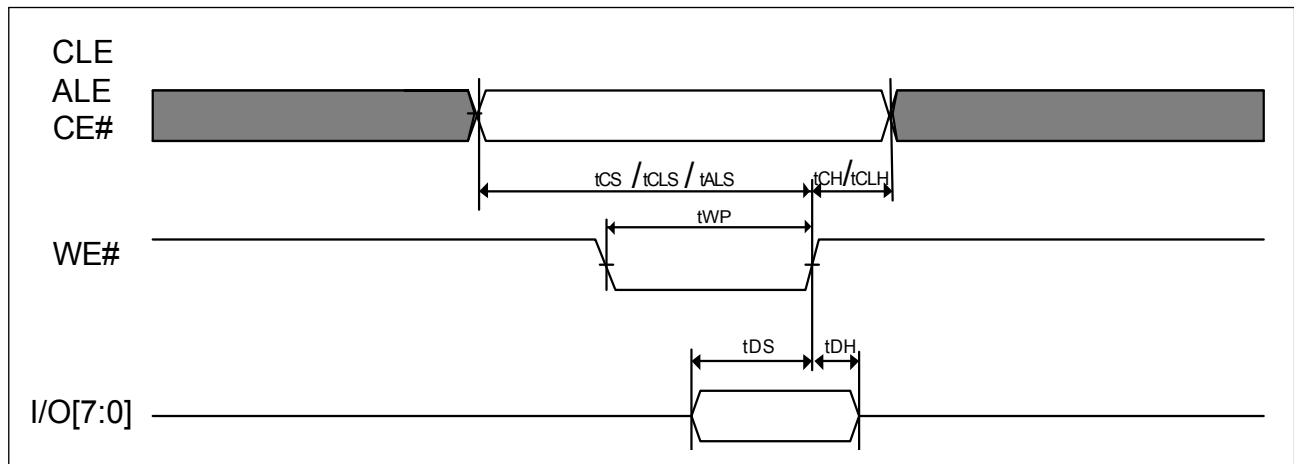 CLE
ALE
CE#
tCS /tCLS / tALS
tCH/tCLH
tWP
WE#
tDS
tDH
I/O[7:0]